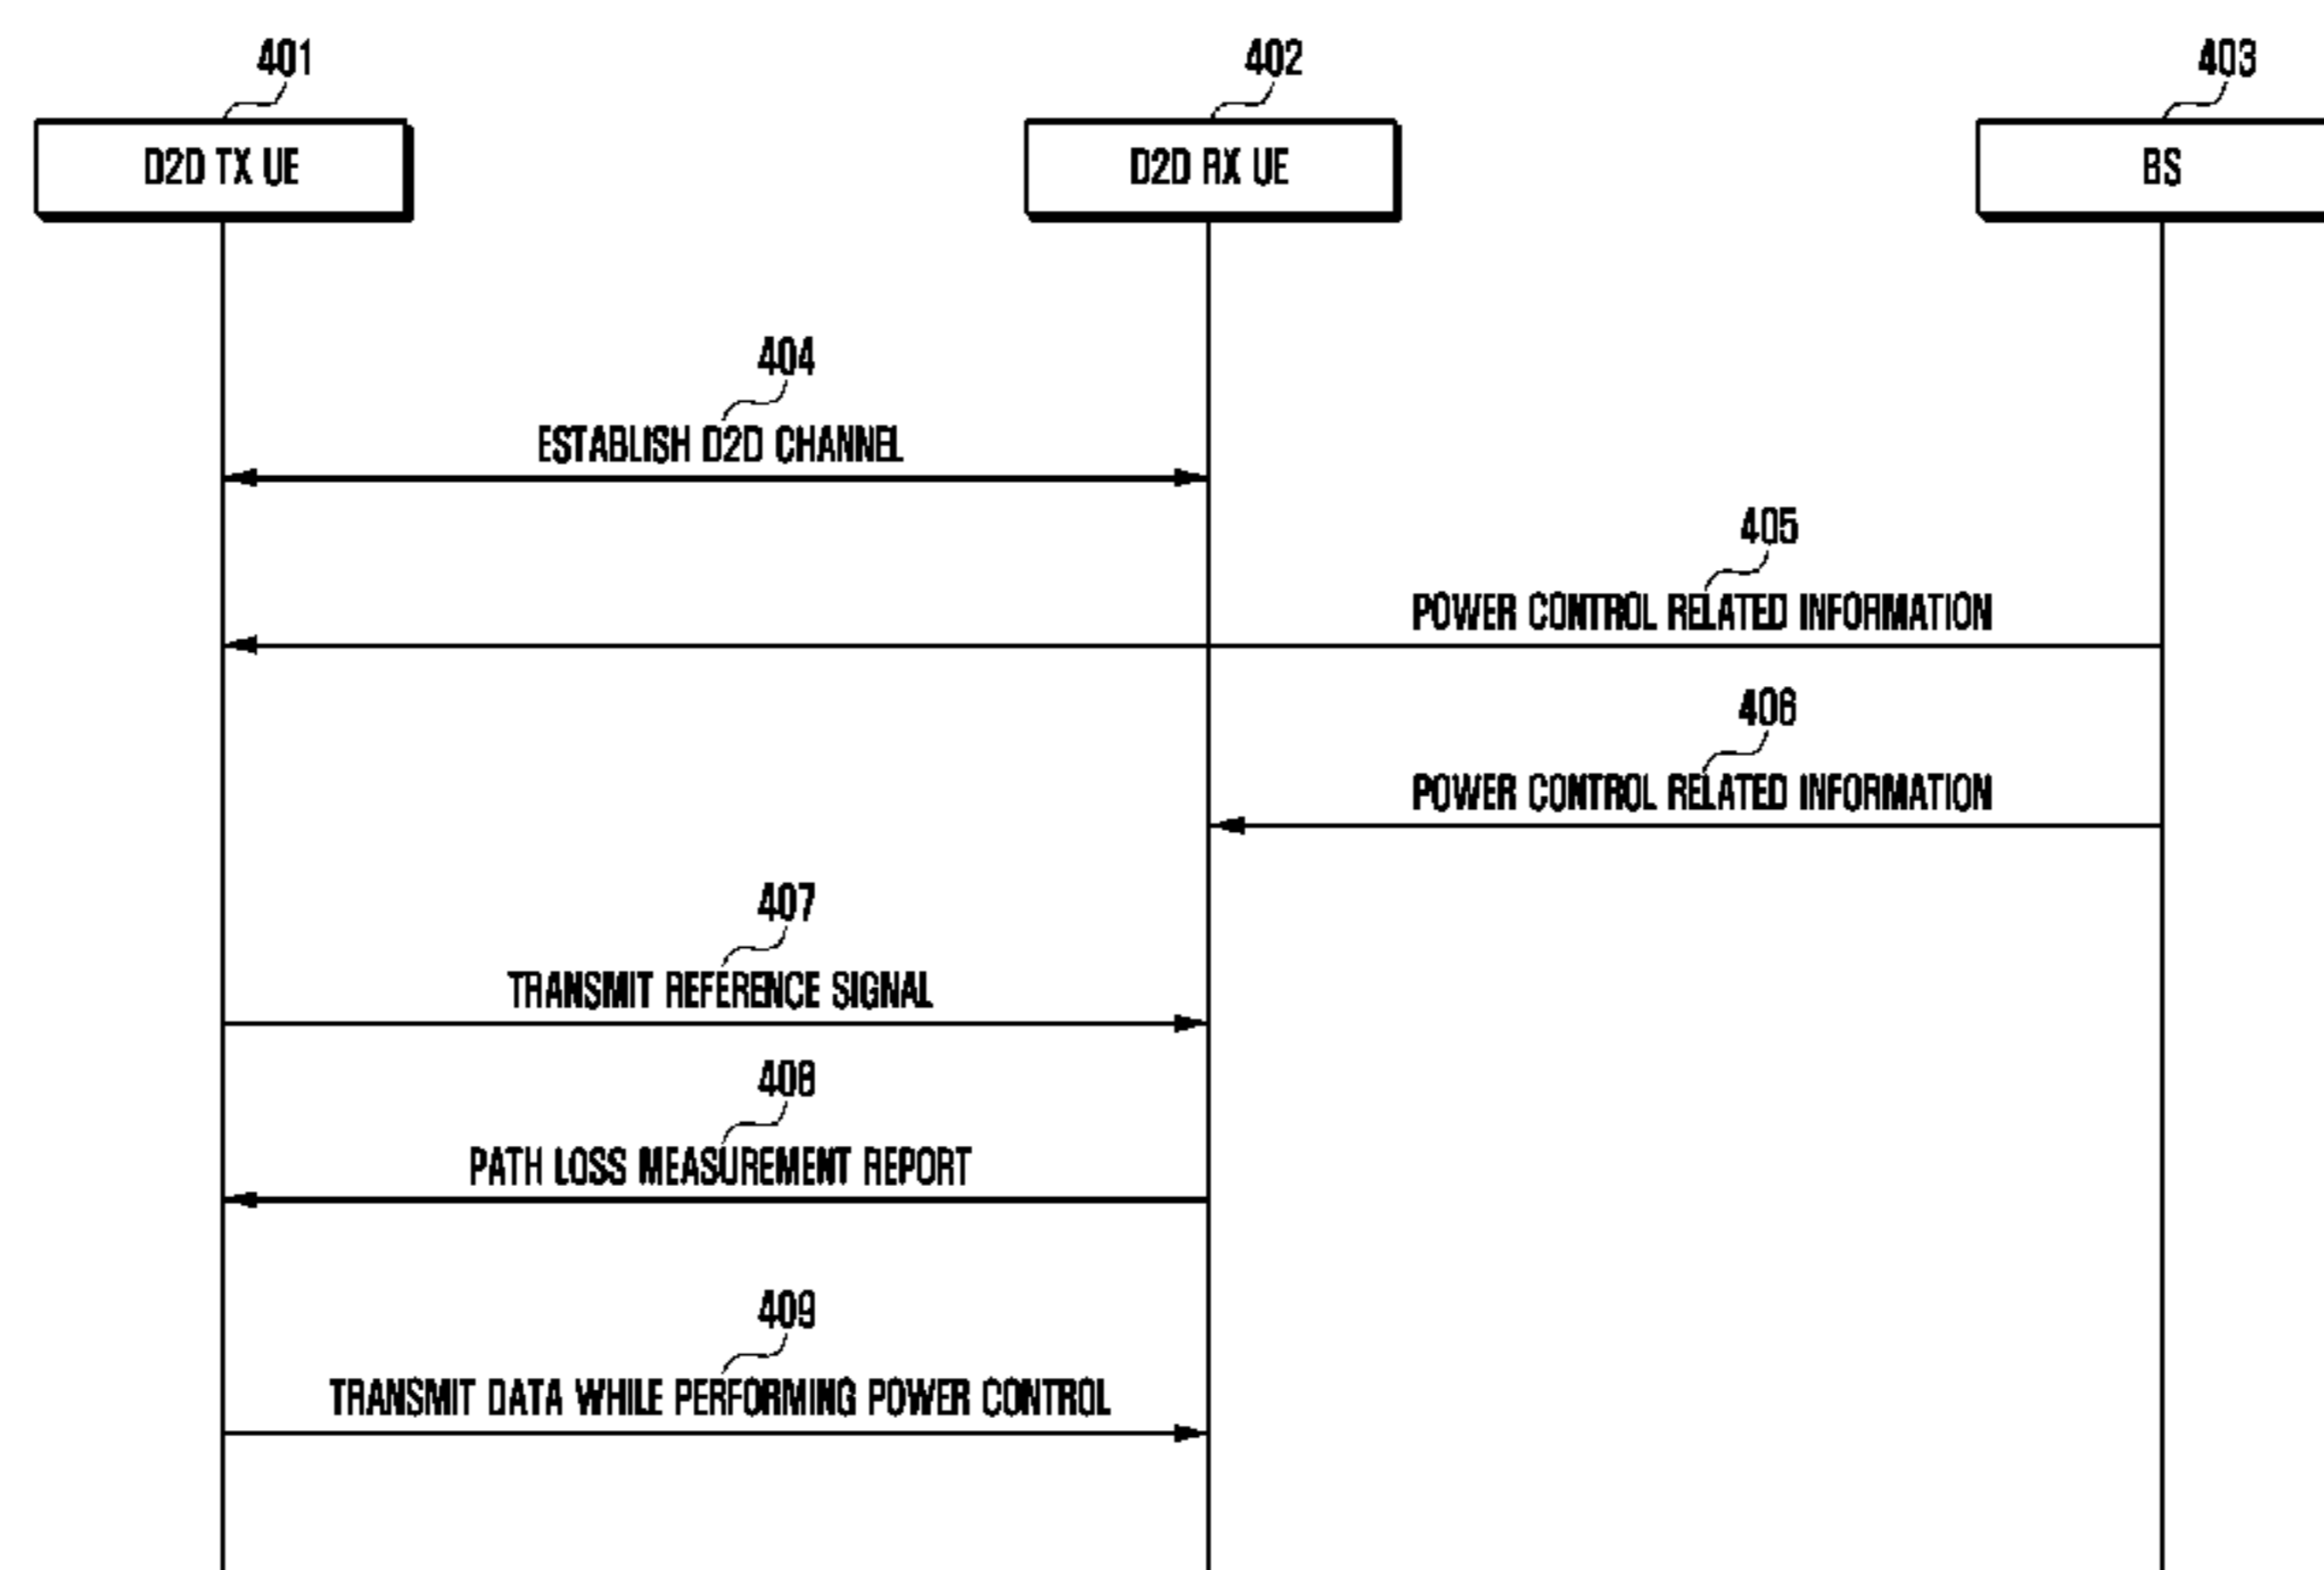 401
402
403
D2D TX UE
D2D RX UE
BS
404
ESTABLISH D2D CHANNEL
405
POWER CONTROL RELATED INFORMATION
406
POWER CONTROL RELATED INFORMATION
407
TRANSMIT REFERENCE SIGNAL
408
PATH LOSS MEASUREMENT REPORT
409
TRANSMIT DATA WHILE PERFORMING POWER CONTROL